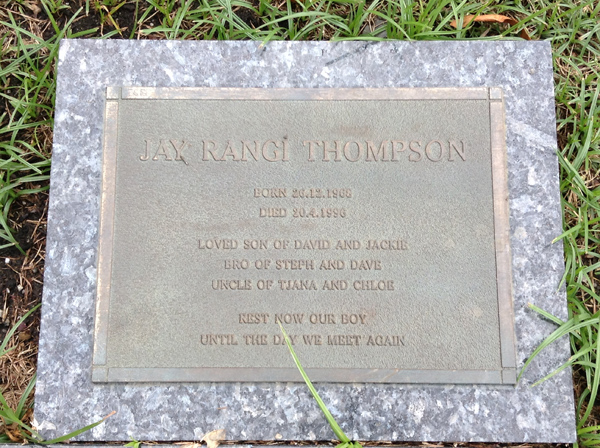 JAY RANGI THOMPSON
BORN 26.12.1968
DIED 20.4.1996
LOVED SON OF DAVID AND JACKIE
BRO OF STEPH AND DAVE
UNCLE OF TJANA AND CHLOE
REST NOW OUR BOY
UNTIL THE DAY WE MEET AGAIN